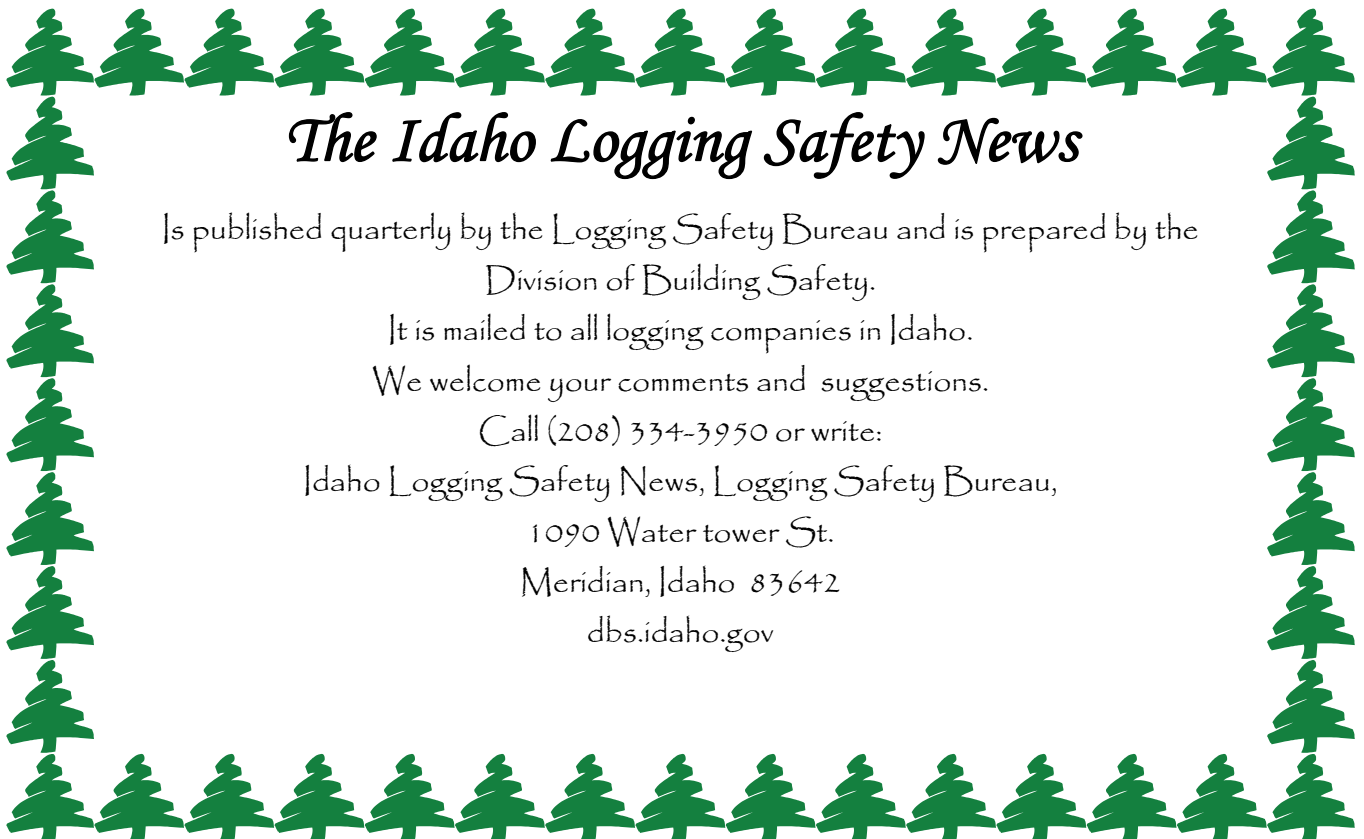 The Idaho Logging Safety News
Is published quarterly by the Logging Safety Bureau and is prepared by the
Division of Building Safety.
It is mailed to all logging companies in Idaho.
We welcome your comments and  suggestions.
Call (208) 334-3950 or write:
Idaho Logging Safety News, Logging Safety Bureau,
1090 Water tower St.
Meridian, Idaho  83642
dbs.idaho.gov